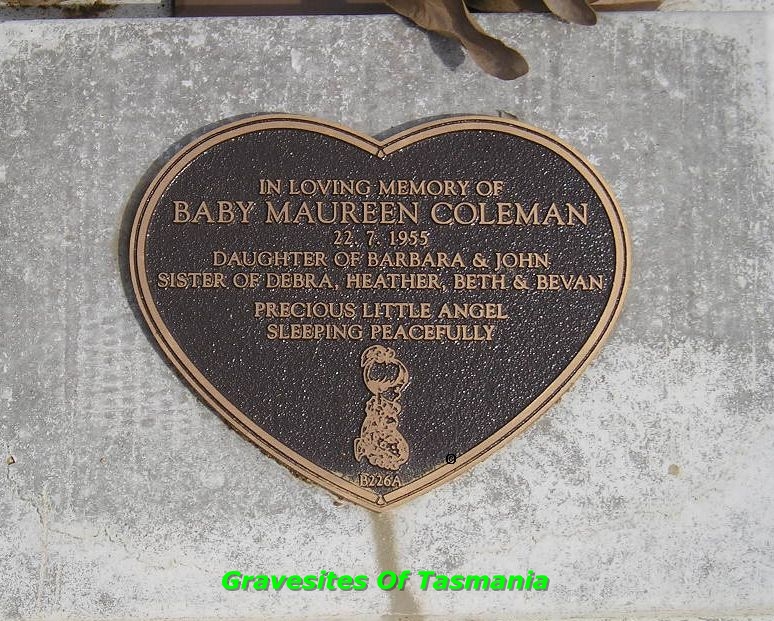 IN LOVING MEMORY OF
BABY MAUREEN COLEMAN
22. 7. 1955
DAUGHTER OF BARBARA & JOHN
SISTER OF DEBRA, HEATHER, BETH & BEVAN
PRECIOUS LITTLE ANGEL
SLEEPING PEACEFULLY
B226A
Gravesites Of Tasmania